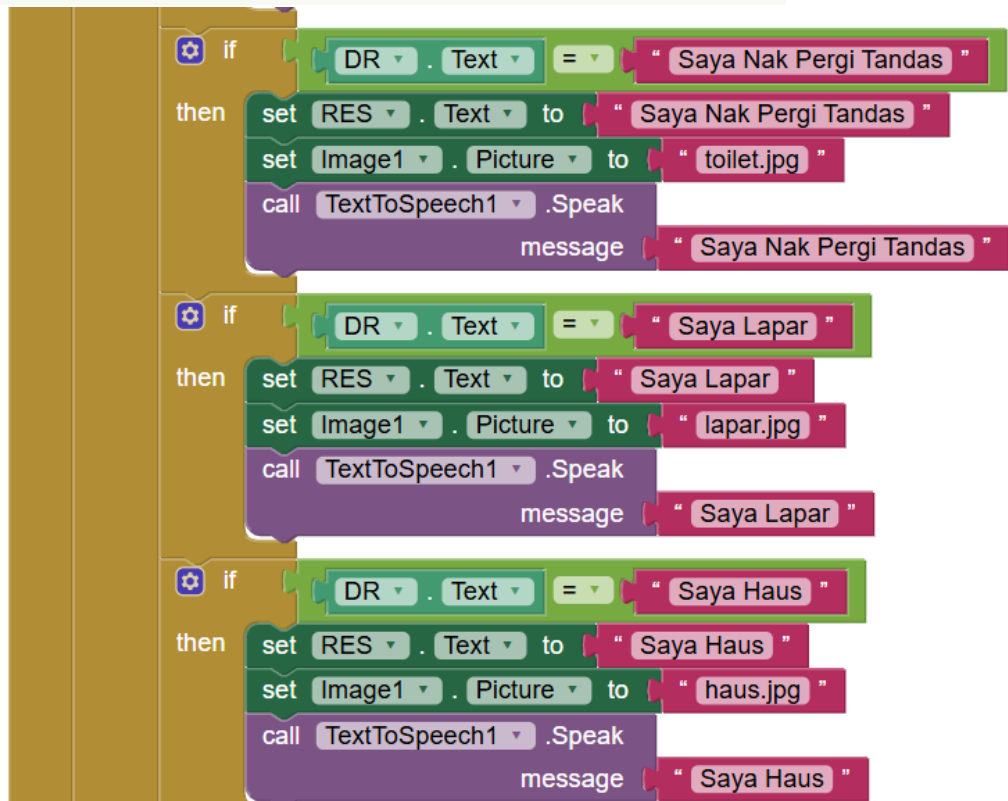 if DR . Text = “ Saya Nak Pergi Tandas ”
then set RES . Text to “ Saya Nak Pergi Tandas ”
set Image1 . Picture to “ toilet.jpg ”
call TextToSpeech1 .Speak
message “ Saya Nak Pergi Tandas ”
if DR . Text = “ Saya Lapar ”
then set RES . Text to “ Saya Lapar ”
set Image1 . Picture to “ lapar.jpg ”
call TextToSpeech1 .Speak
message “ Saya Lapar ”
if DR . Text = “ Saya Haus ”
then set RES . Text to “ Saya Haus ”
set Image1 . Picture to “ haus.jpg ”
call TextToSpeech1 .Speak
message “ Saya Haus ”